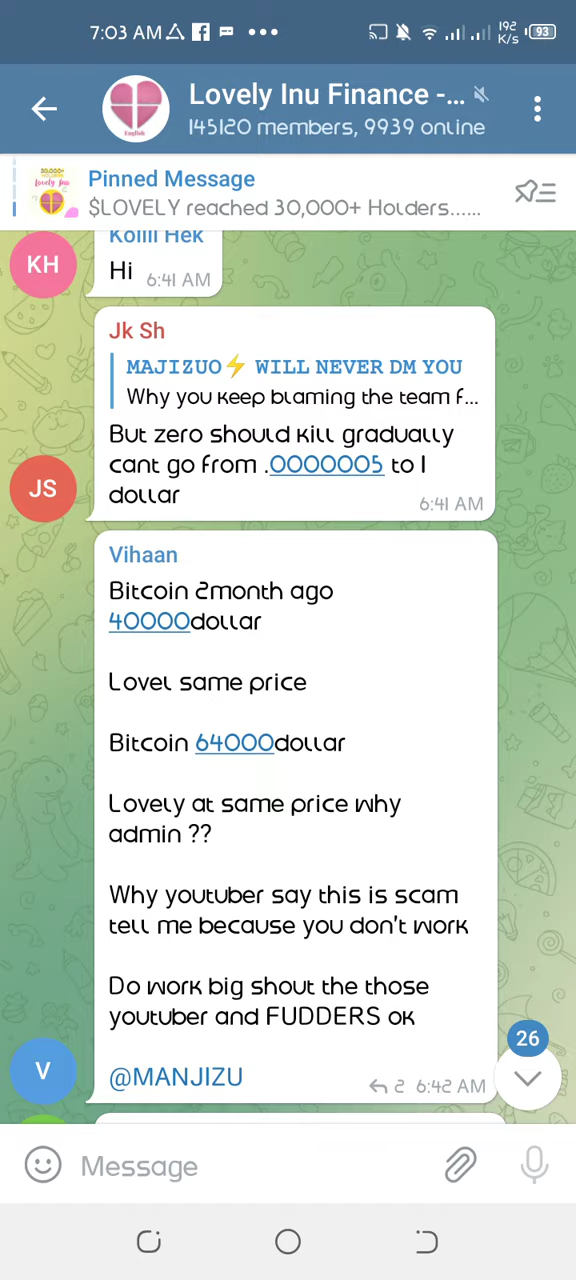 7:03 AM
192
K/s
93
Lovely Inu Finance -...
145120 members, 9939 online
Pinned Message
$LOVELY reached 30,000+ Holders......
KH
Hi 6:41 AM
Jk Sh
MAJIZUO⚡ WILL NEVER DM YOU
Why you keep blaming the team f...
But zero should kill gradually
cant go from .0000005 to 1
dollar
6:41 AM
JS
Vihaan
Bitcoin 2month ago
40000dollar
Lovel same price
Bitcoin 64000dollar
Lovely at same price why
admin ??
Why youtuber say this is scam
tell me because you don't work
Do work big shout the those
youtuber and FUDDERS ok
@MANJIZU
2 6:42 AM
V
26
Message